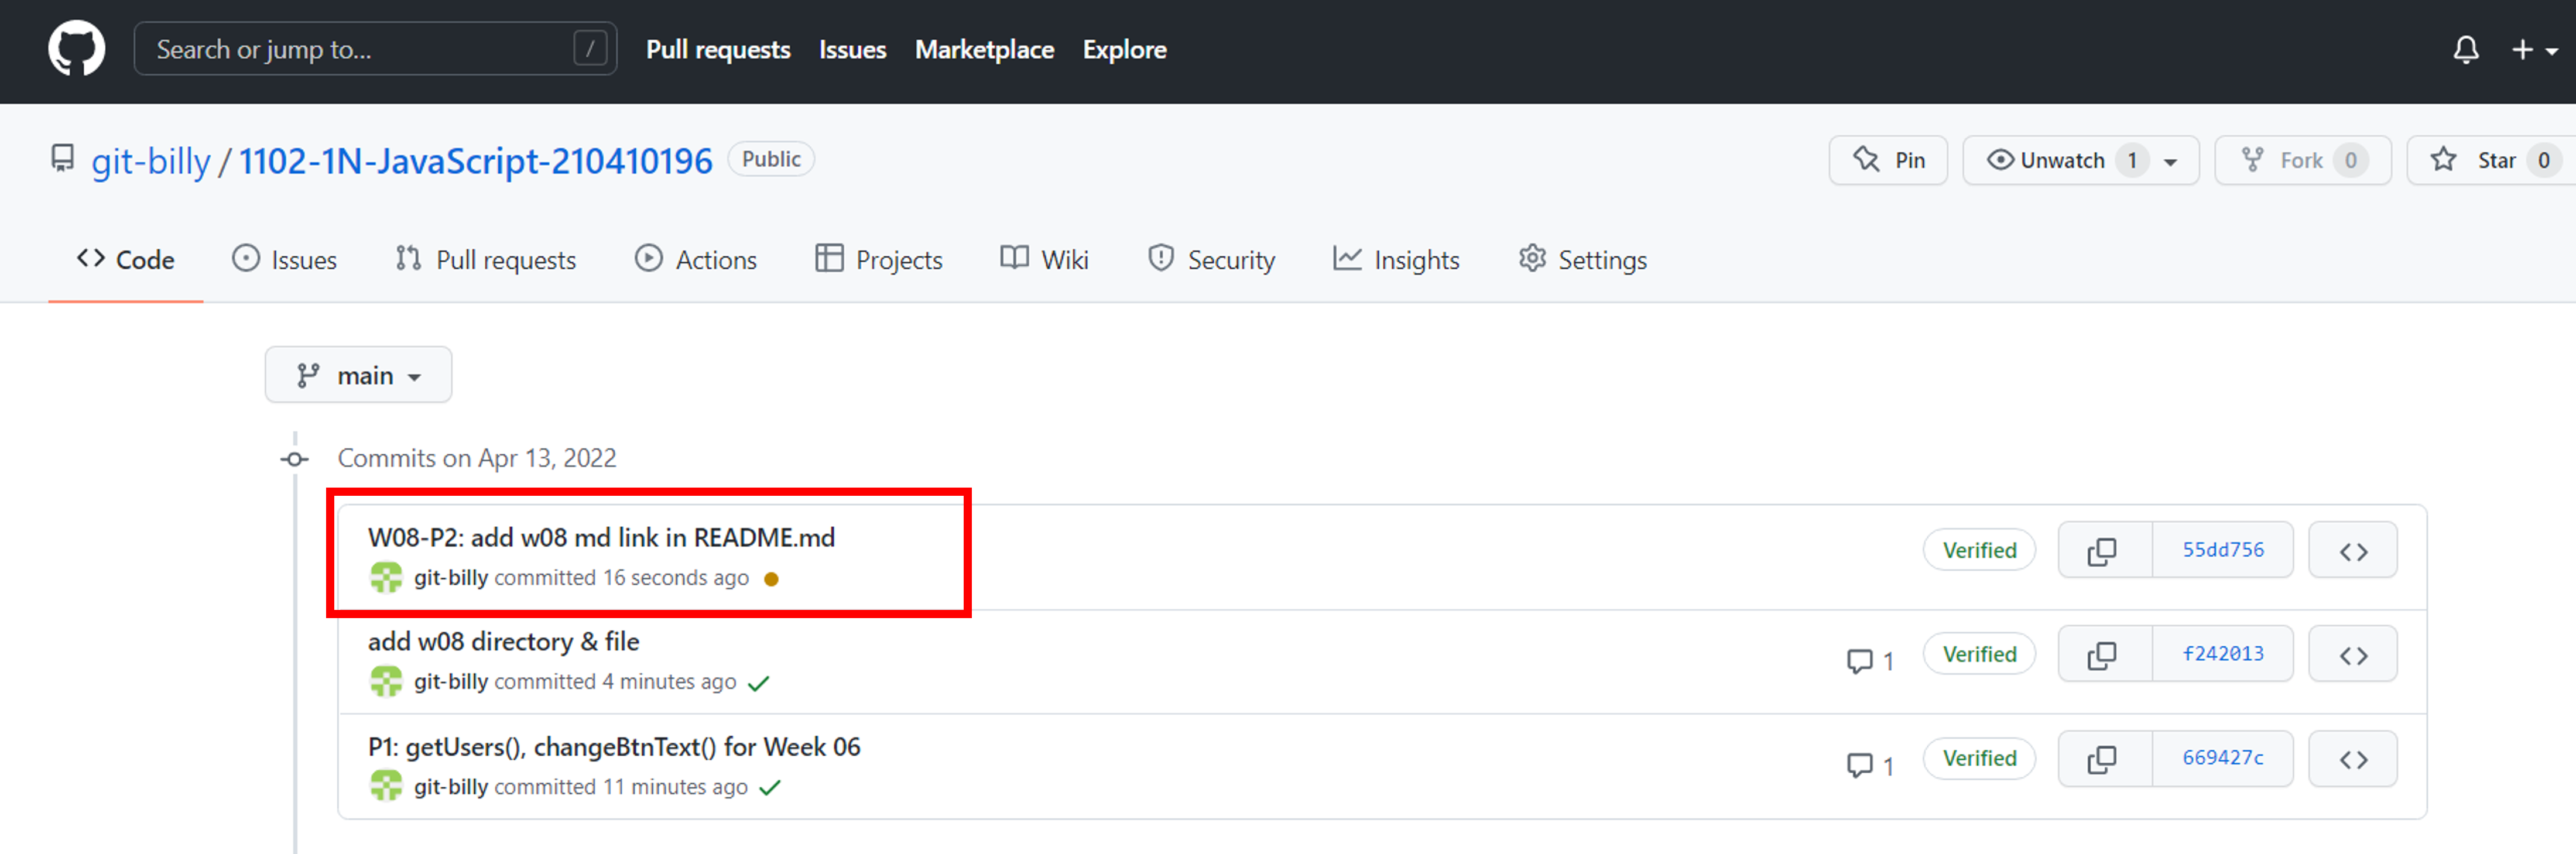 Search or jump to... / Pull requests Issues Marketplace Explore
git-billy / 1102-1N-JavaScript-210410196 Public Pin Unwatch 1 Fork 0 Star 0
Code Issues Pull requests Actions Projects Wiki Security Insights Settings
main
Commits on Apr 13, 2022
W08-P2: add w08 md link in README.md
git-billy committed 16 seconds ago
Verified 55dd756
add w08 directory & file
git-billy committed 4 minutes ago
1 Verified f242013
P1: getUsers(), changeBtnText() for Week 06
git-billy committed 11 minutes ago
1 Verified 669427c